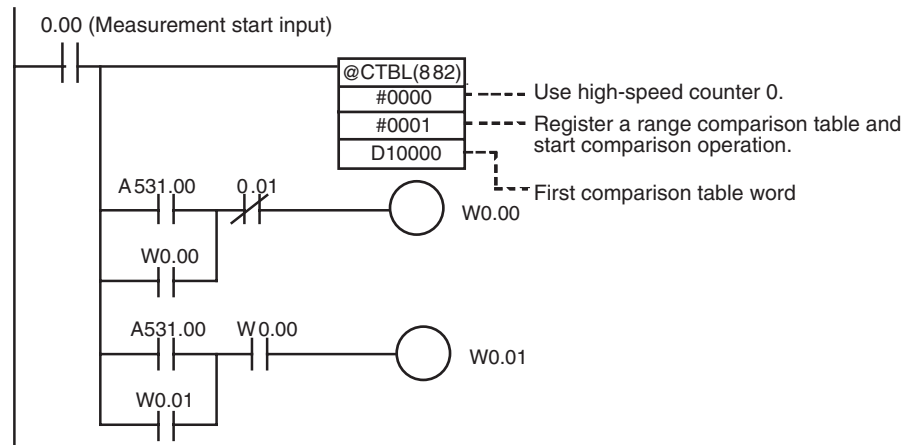 0.00 (Measurement start input)
@CTBL(882)
#0000
Use high-speed counter 0.
#0001
Register a range comparison table and
start comparison operation.
D10000
First comparison table word
A531.00
0.01
W0.00
W0.00
A531.00
W0.00
W0.01
W0.01